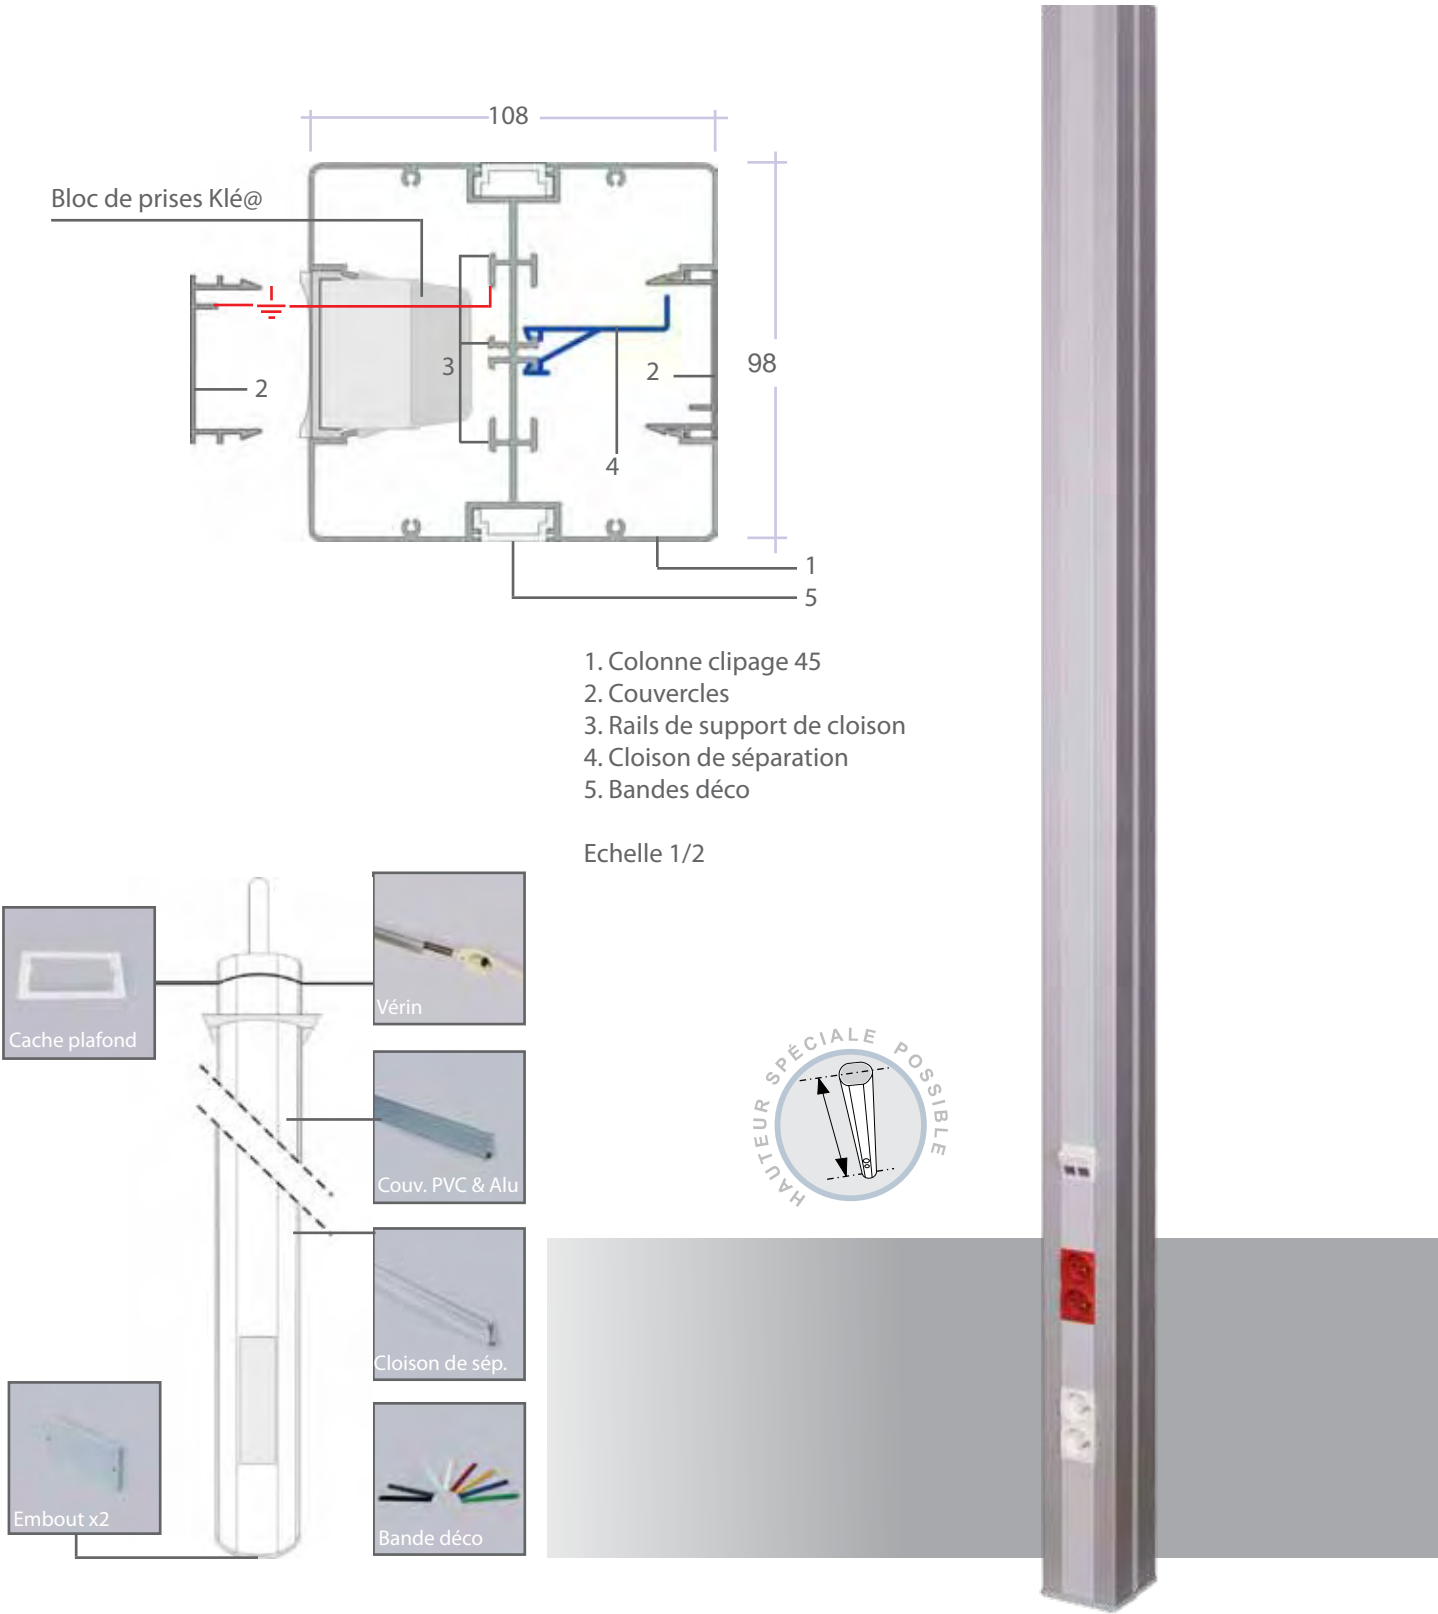 108
Bloc de prises Klé@
98
3
2
2
4
1
5
1. Colonne clipage 45
2. Couvercles
3. Rails de support de cloison
4. Cloison de séparation
5. Bandes déco
Echelle 1/2
Vérin
Cache plafond
HAUTEUR SPÉCIALE POSSIBLE
Couv. PVC & Alu
Cloison de sép.
Embout x2
Bande déco